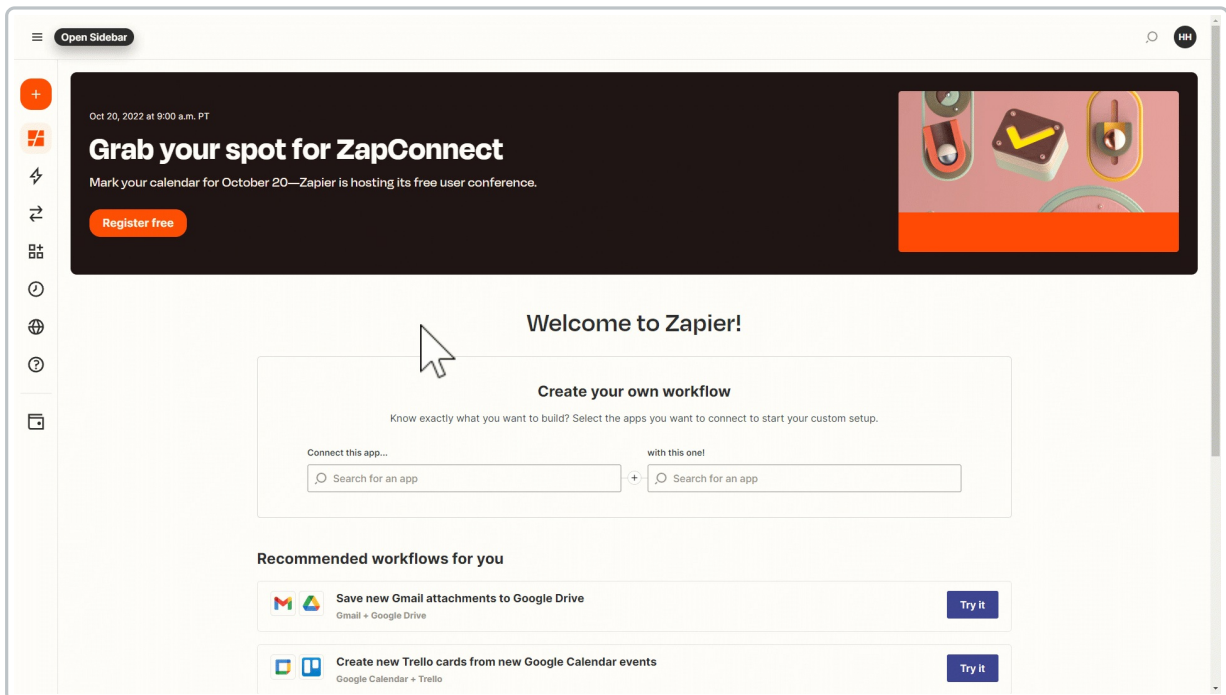 Open Sidebar
HH
Oct 20, 2022 at 9:00 a.m. PT
Grab your spot for ZapConnect
Mark your calendar for October 20—Zapier is hosting its free user conference.
Register free
Welcome to Zapier!
Create your own workflow
Know exactly what you want to build? Select the apps you want to connect to start your custom setup.
Connect this app...
with this one!
Search for an app
Search for an app
Recommended workflows for you
Save new Gmail attachments to Google Drive
Gmail + Google Drive
Try it
Create new Trello cards from new Google Calendar events
Google Calendar + Trello
Try it